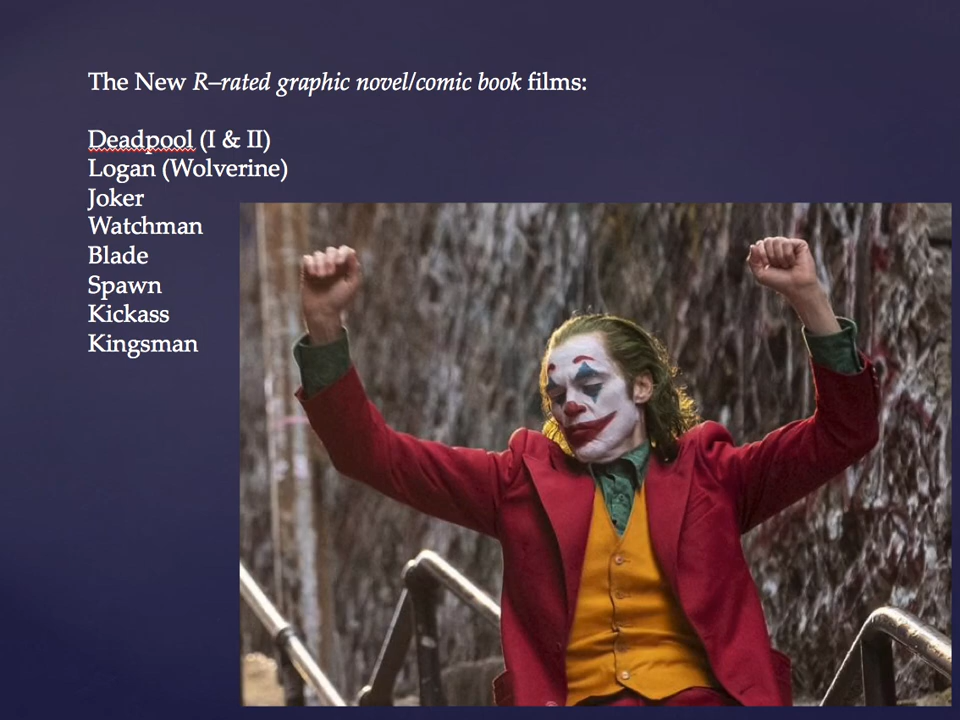 The New R–rated graphic novel/comic book films:
Deadpool (I & II)
Logan (Wolverine)
Joker
Watchman
Blade
Spawn
Kickass
Kingsman